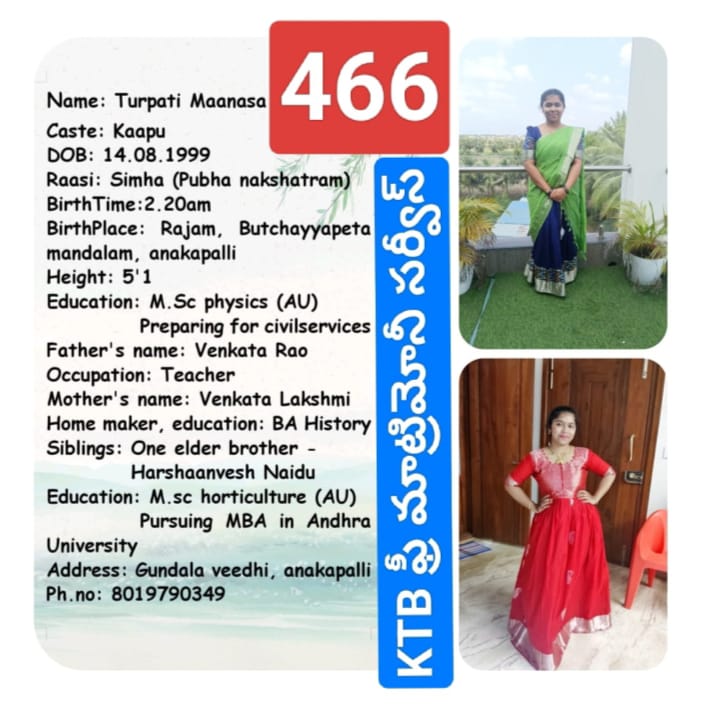 466
Name: Turpati Maanasa
Caste: Kaapu
DOB: 14.08.1999
Raasi: Simha (Pubha nakshatram)
BirthTime:2.20am
BirthPlace: Rajam, Butchayyapeta
mandalam, anakapalli
Height: 5'1
Education: M.Sc physics (AU)
Preparing for civilservices
Father's name: Venkata Rao
Occupation: Teacher
Mother's name: Venkata Lakshmi
Home maker, education: BA History
Siblings: One elder brother -
Harshaanvesh Naidu
Education: M.sc horticulture (AU)
Pursuing MBA in Andhra
University
Address: Gundala veedhi, anakapalli
Ph.no: 8019790349
KTB ఫ్రీ మాట్రిమోనీ సర్వీస్